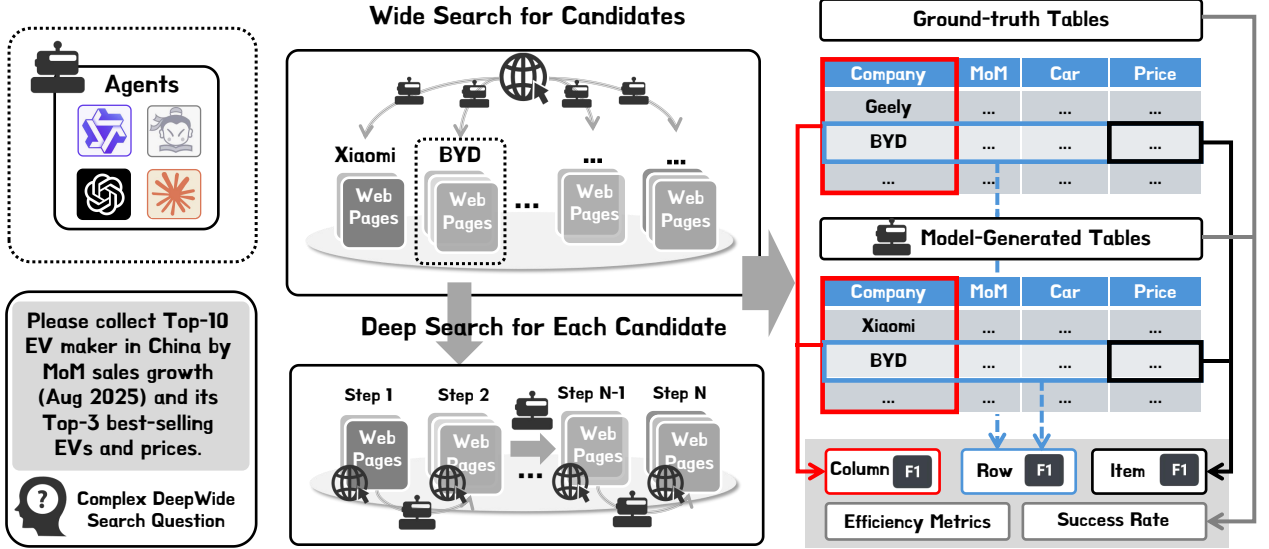 Agents
Please collect Top-10
EV maker in China by
MoM sales growth
(Aug 2025) and its
Top-3 best-selling
EVs and prices.
?
Complex DeepWide
Search Question
Wide Search for Candidates
Xiaomi
BYD
...
...
Web
Pages
Web
Pages
...
Web
Pages
Web
Pages
Deep Search for Each Candidate
Step 1
Step 2
Step N-1
Step N
Web
Pages
Web
Pages
...
Web
Pages
Web
Pages
Ground-truth Tables
Company MoM Car Price
Geely ... ... ...
BYD ... ... ...
... ... ... ...
Model-Generated Tables
Company MoM Car Price
Xiaomi ... ... ...
BYD ... ... ...
... ... ... ...
Column F1
Row F1
Item F1
Efficiency Metrics
Success Rate